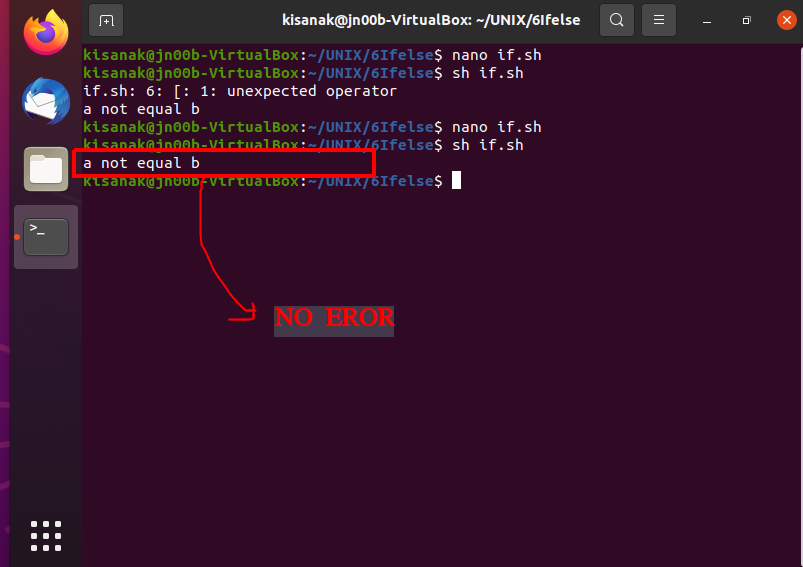 kisanak@jn00b-VirtualBox: ~/UNIX/6Ifelse
kisanak@jn00b-VirtualBox:~/UNIX/6Ifelse$ nano if.sh
kisanak@jn00b-VirtualBox:~/UNIX/6Ifelse$ sh if.sh
if.sh: 6: [: 1: unexpected operator
a not equal b
kisanak@jn00b-VirtualBox:~/UNIX/6Ifelse$ nano if.sh
kisanak@jn00b-VirtualBox:~/UNIX/6Ifelse$ sh if.sh
a not equal b
kisanak@jn00b-VirtualBox:~/UNIX/6Ifelse$
NO EROR